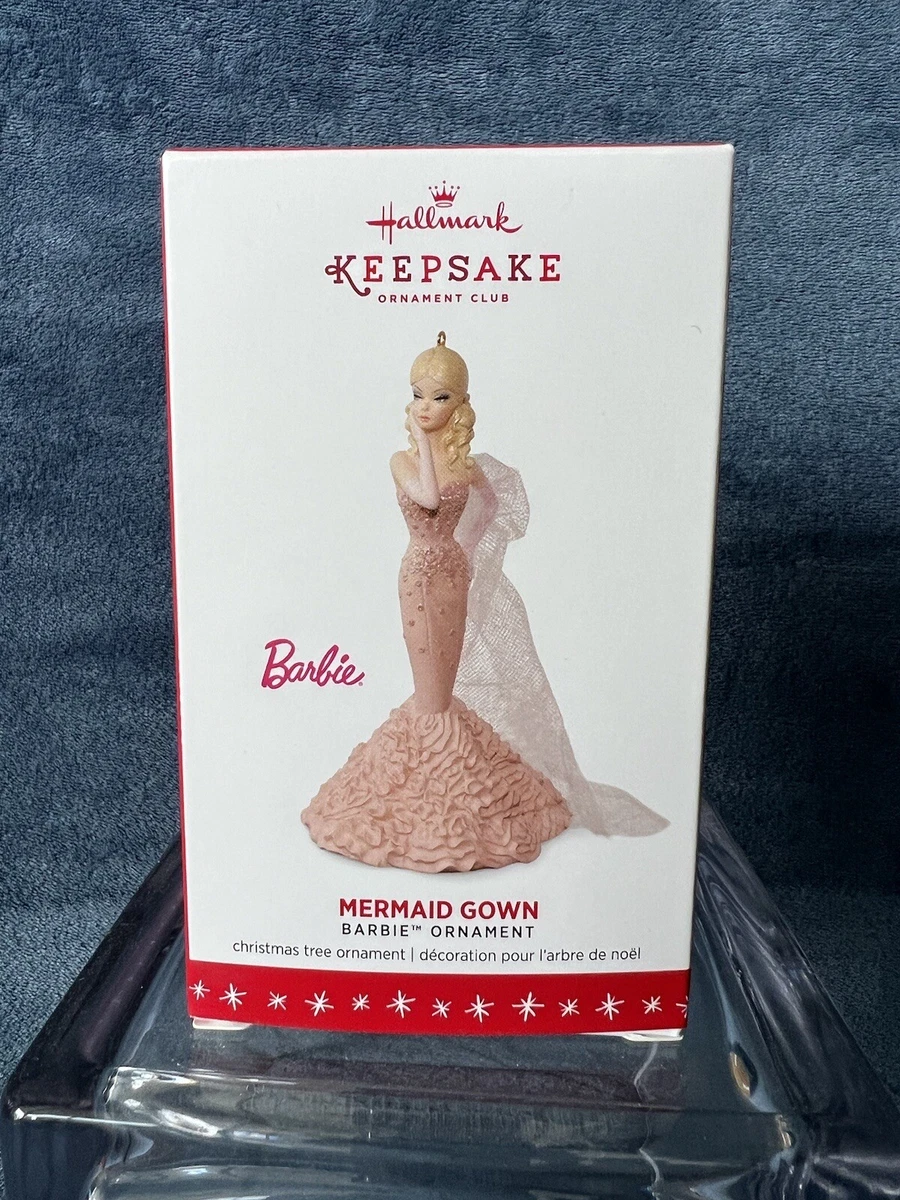 Hallmark
KEEPSAKE
ORNAMENT CLUB
Barbie®
MERMAID GOWN
BARBIE™ ORNAMENT
christmas tree ornament | décoration pour l'arbre de noël